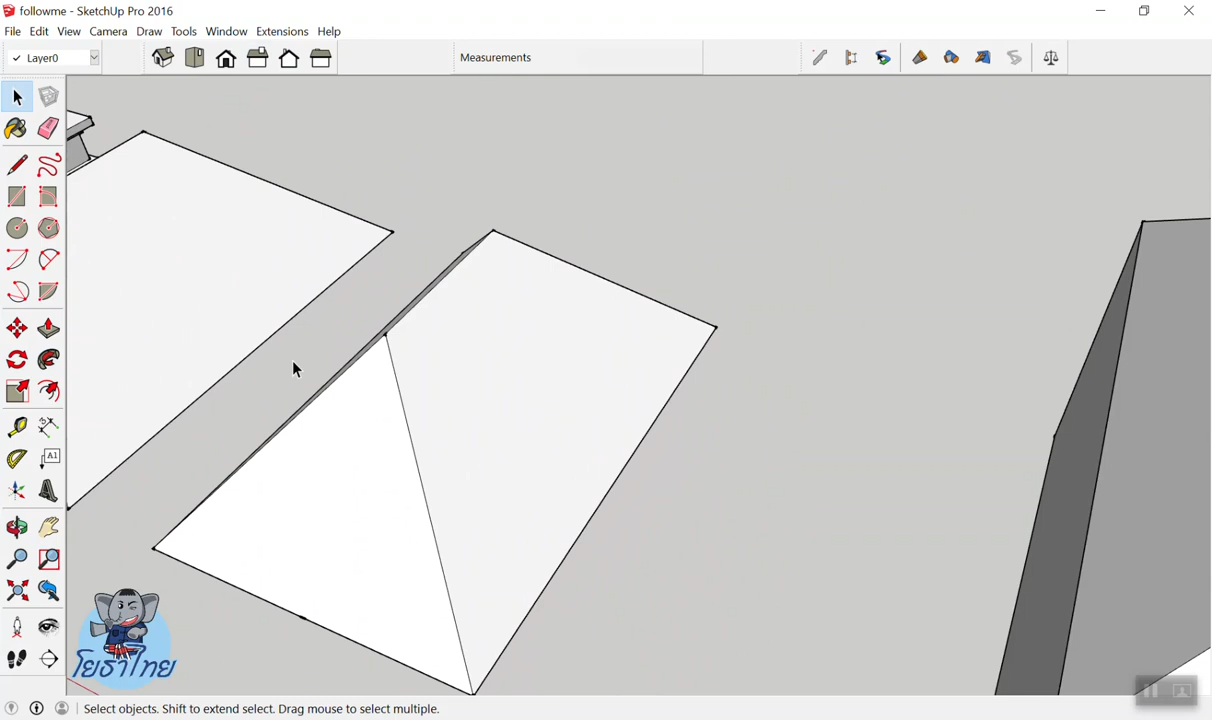 followme - SketchUp Pro 2016
File Edit View Camera Draw Tools Window Extensions Help
Layer0
Measurements
A1
โยธาไทย
Select objects. Shift to extend select. Drag mouse to select multiple.